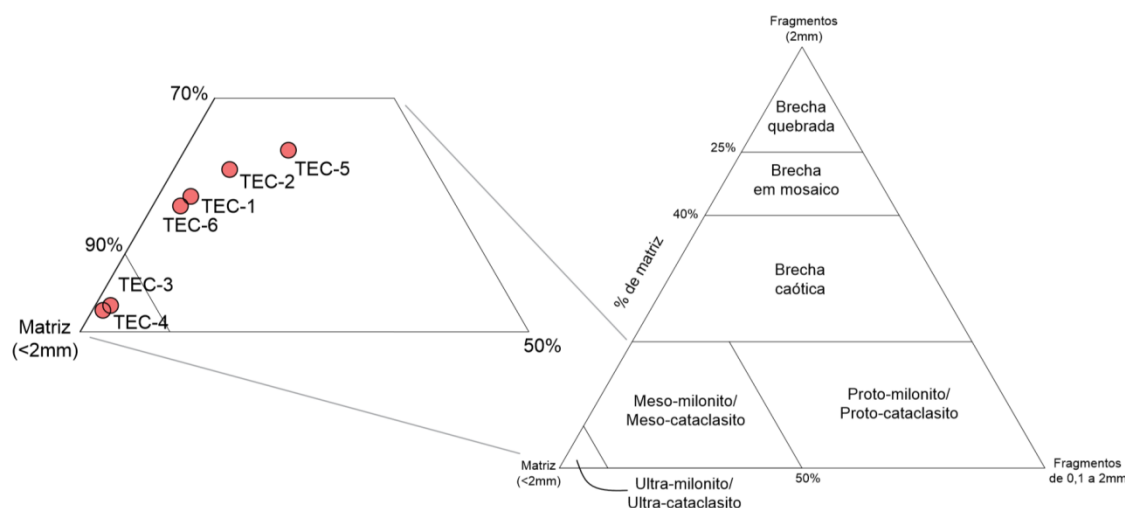 70%
TEC-5
TEC-2
TEC-1
TEC-6
90%
TEC-3
TEC-4
Matriz
(<2mm)
50%
Fragmentos
(2mm)
Brecha
quebrada
25%
Brecha
em mosaico
40%
% de matriz
Brecha
caótica
Meso-milonito/
Meso-cataclasito
Proto-milonito/
Proto-cataclasito
Matriz
(<2mm)
Ultra-milonito/
Ultra-cataclasito
50%
Fragmentos
de 0,1 a 2mm